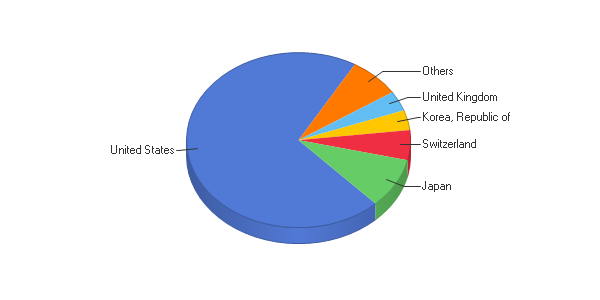 Others
United Kingdom
Korea, Republic of
United States
Switzerland
Japan